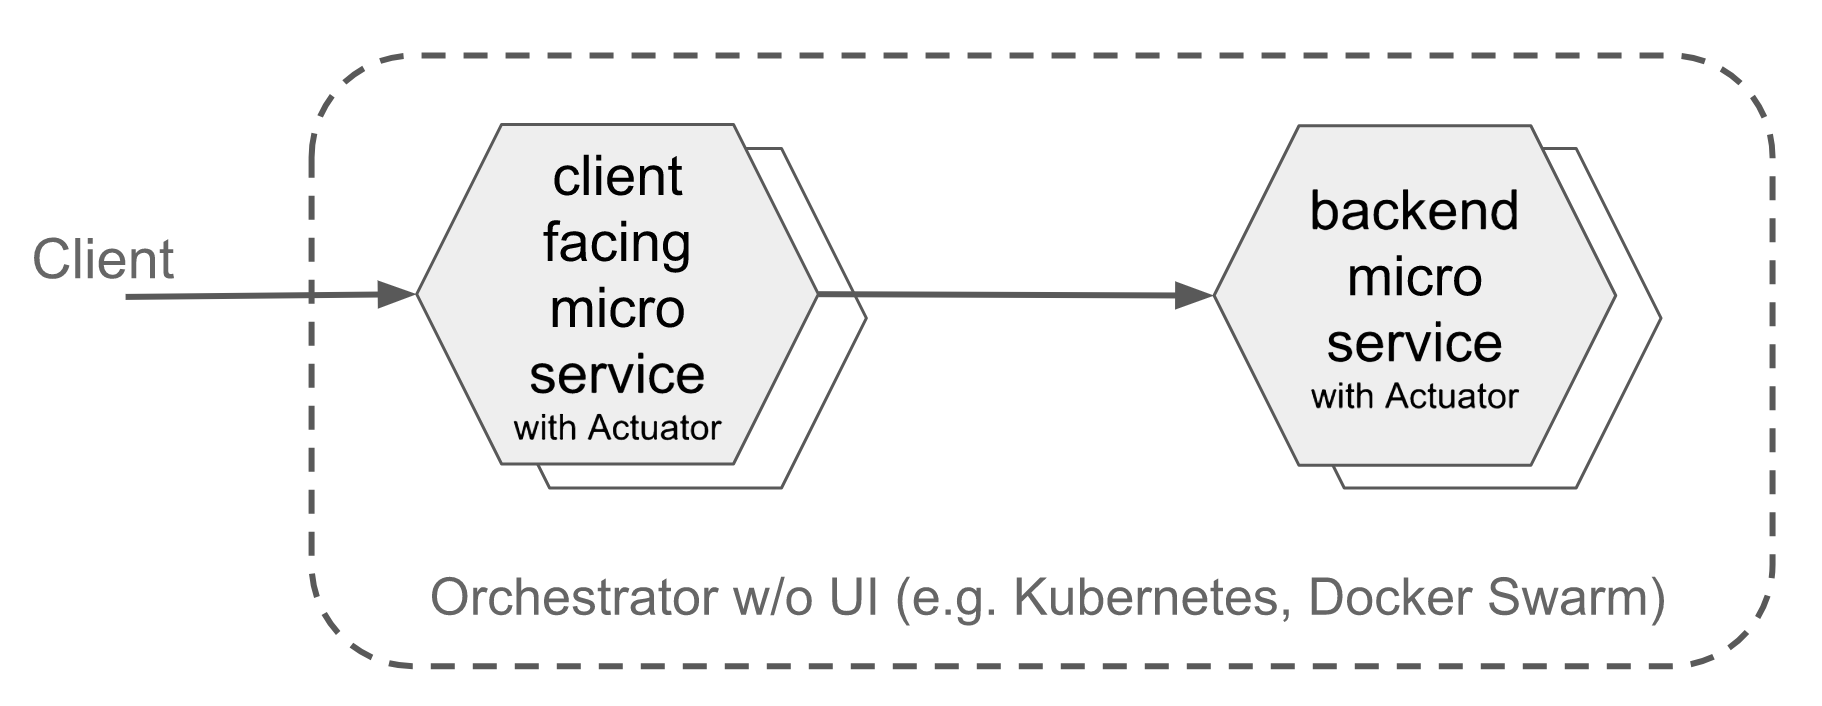 Client
client
facing
micro
service
with Actuator
backend
micro
service
with Actuator
Orchestrator w/o UI (e.g. Kubernetes, Docker Swarm)